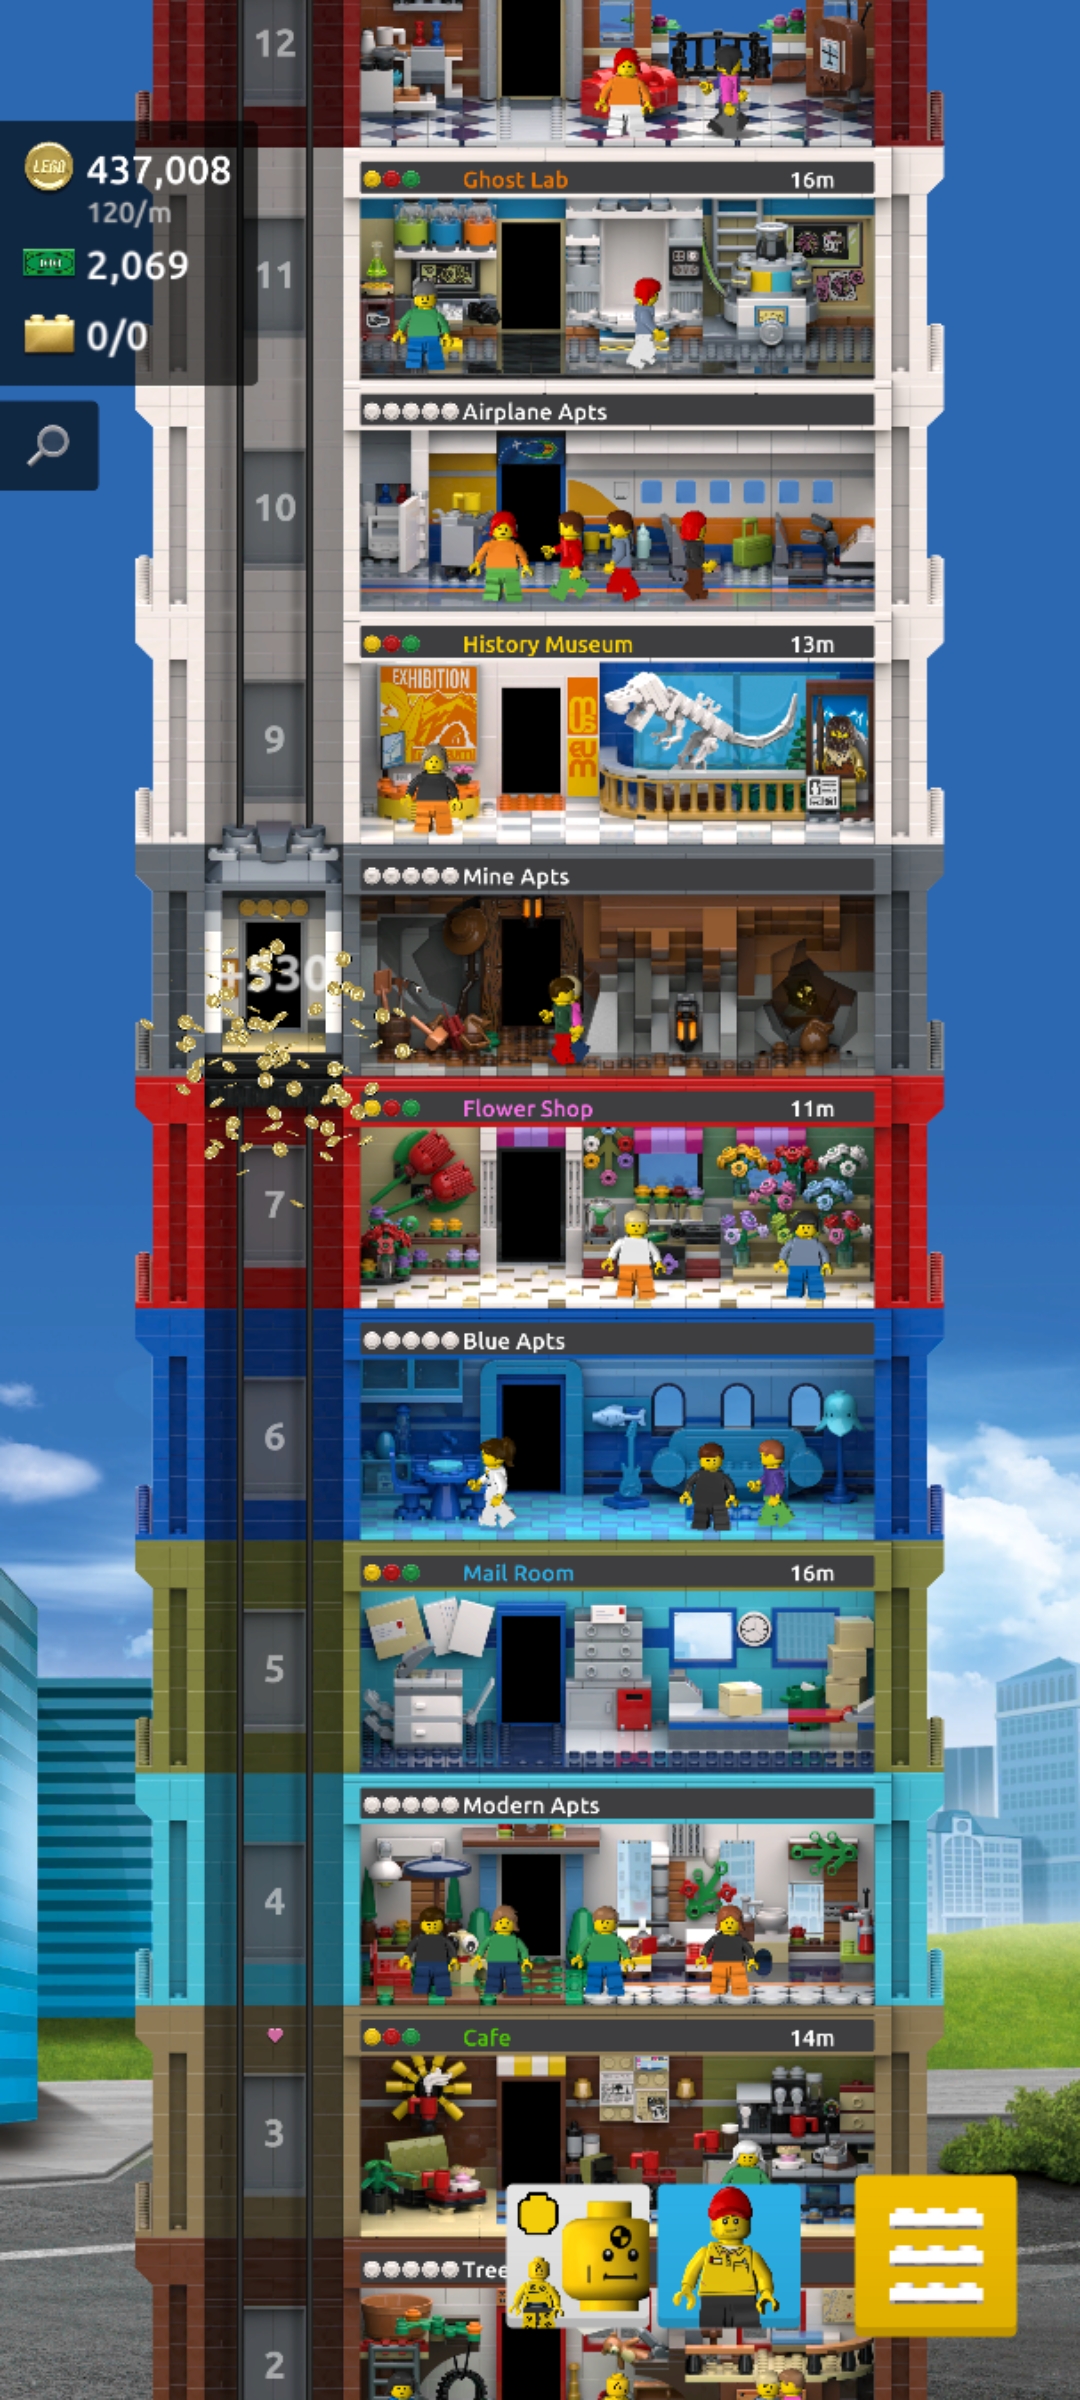 12
LEGO 437,008
120/m
2,069
0/0
Ghost Lab 16m
11
Airplane Apts
10
History Museum 13m
EXHIBITION
9
Mine Apts
+530
Flower Shop 11m
7
Blue Apts
6
Mail Room 16m
5
Modern Apts
4
Cafe 14m
3
Tree
2